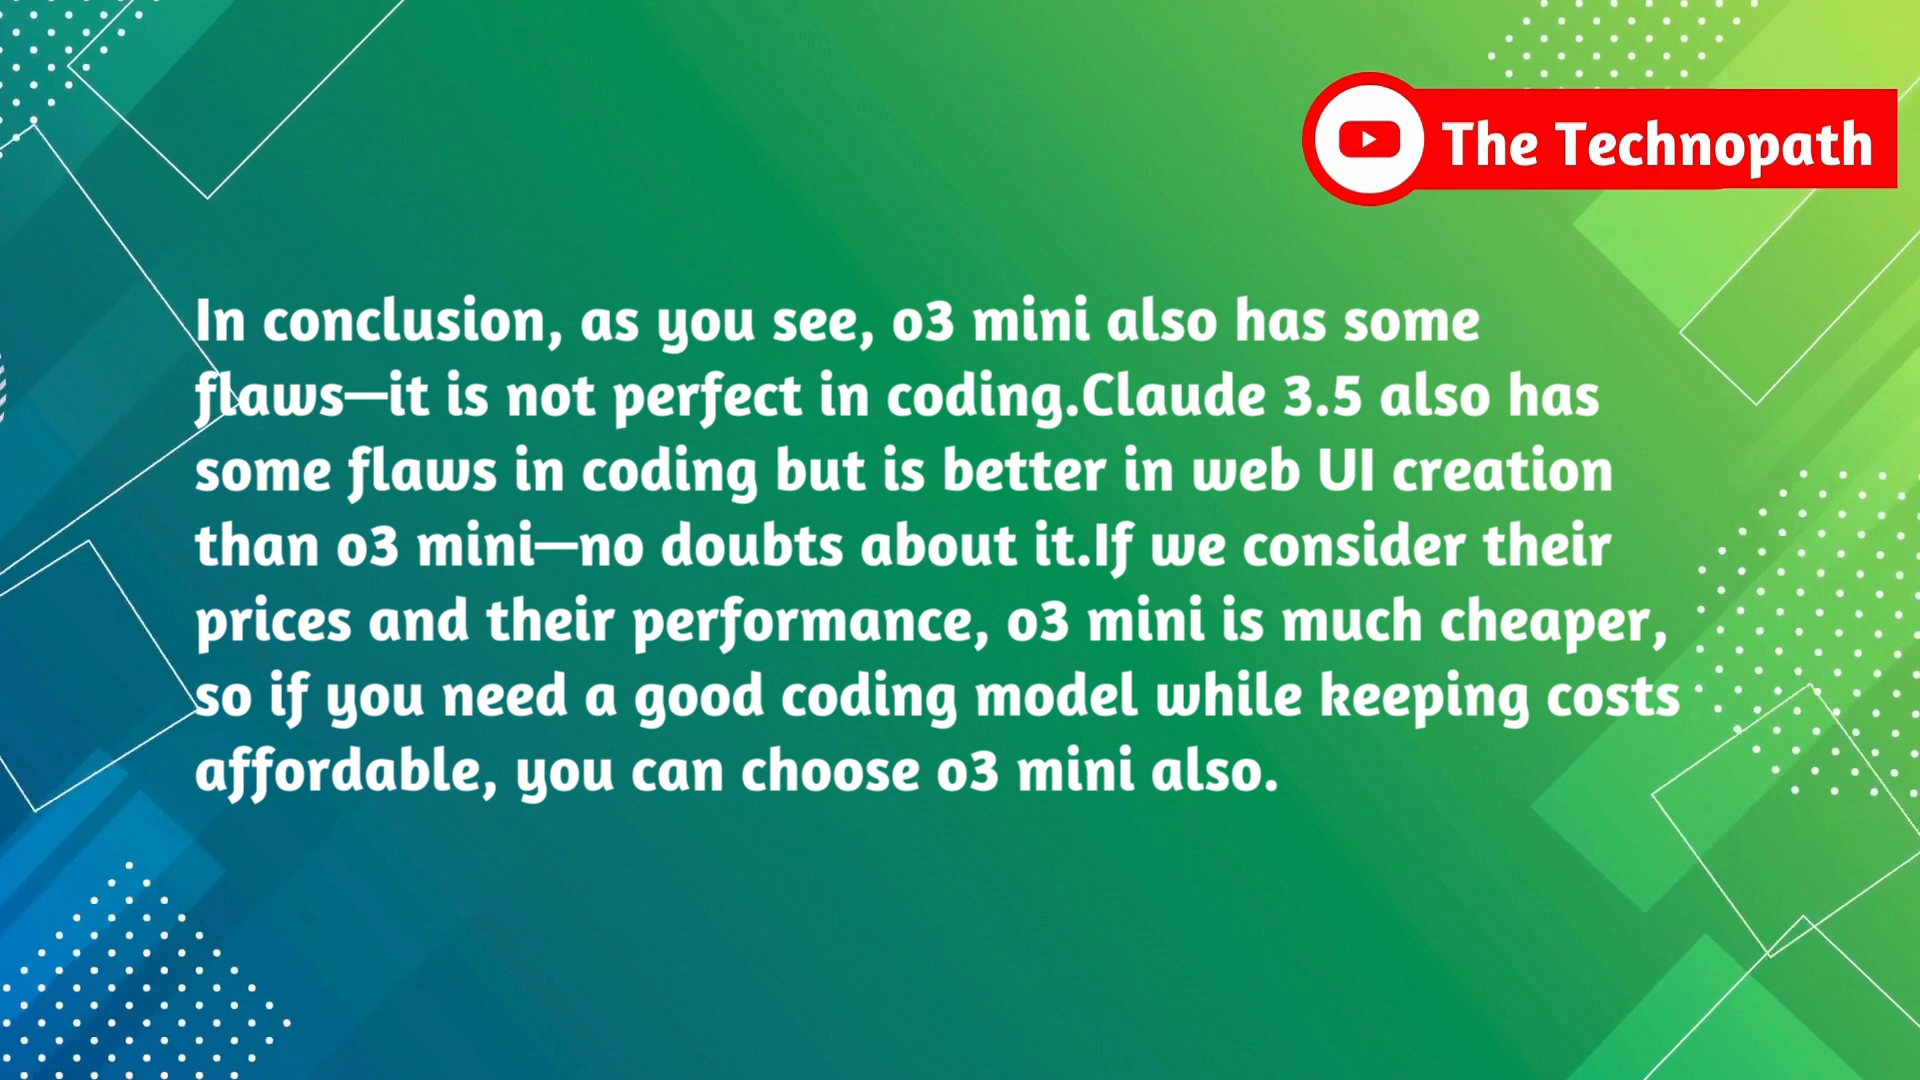 The Technopath
In conclusion, as you see, o3 mini also has some
flaws—it is not perfect in coding.Claude 3.5 also has
some flaws in coding but is better in web UI creation
than o3 mini—no doubts about it.If we consider their
prices and their performance, o3 mini is much cheaper,
so if you need a good coding model while keeping costs
affordable, you can choose o3 mini also.